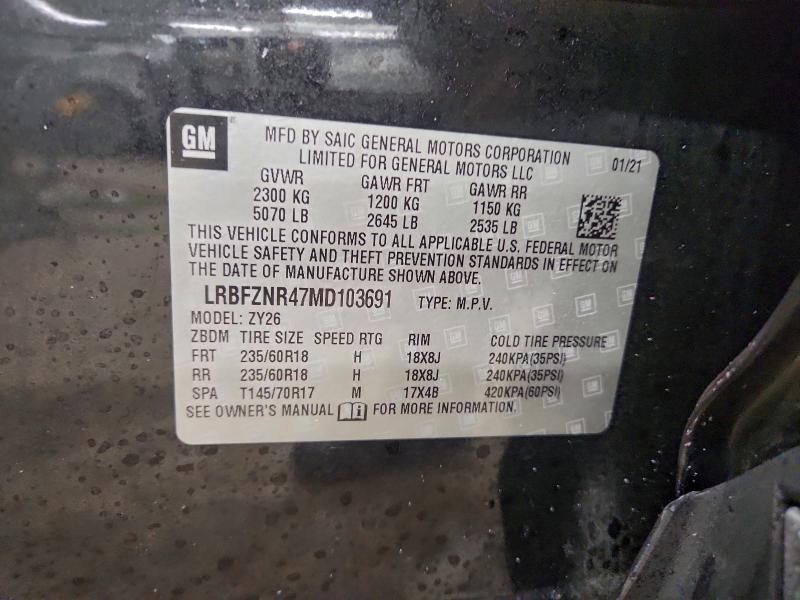 GM
MFD BY SAIC GENERAL MOTORS CORPORATION
LIMITED FOR GENERAL MOTORS LLC
01/21
GVWR GAWR FRT GAWR RR
2300 KG 1200 KG 1150 KG
5070 LB 2645 LB 2535 LB
THIS VEHICLE CONFORMS TO ALL APPLICABLE U.S. FEDERAL MOTOR
VEHICLE SAFETY AND THEFT PREVENTION STANDARDS IN EFFECT ON
THE DATE OF MANUFACTURE SHOWN ABOVE.
LRBFZNR47MD103691 TYPE: M.P.V.
MODEL: ZY26
ZBDM TIRE SIZE SPEED RTG RIM COLD TIRE PRESSURE
FRT 235/60R18 H 18X8J 240KPA(35PSI)
RR 235/60R18 H 18X8J 240KPA(35PSI)
SPA T145/70R17 M 17X4B 420KPA(60PSI)
SEE OWNER'S MANUAL FOR MORE INFORMATION.